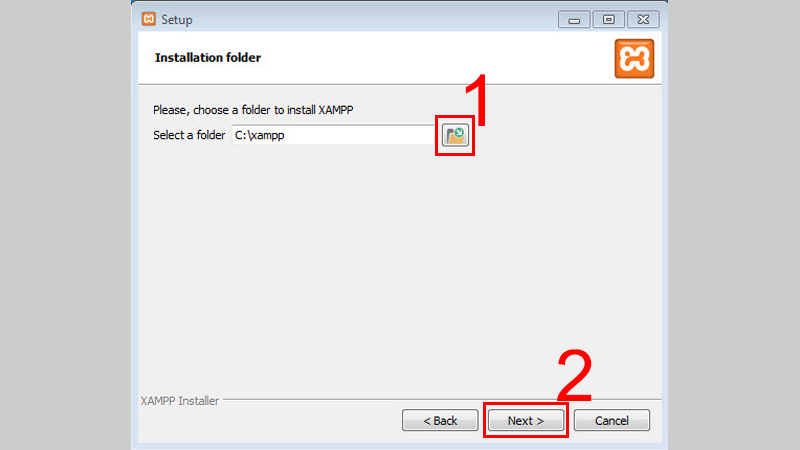 Setup
Installation folder
1
Please, choose a folder to install XAMPP
Select a folder C:\xampp
2
XAMPP Installer
< Back Next > Cancel